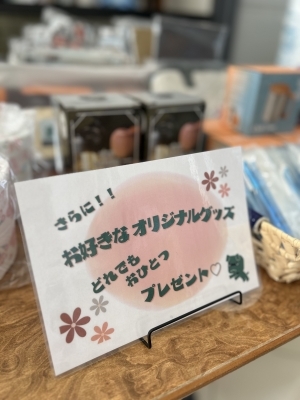 さらに！！
お好きな オリジナルグッズ
どれでも
おひとつ
プレゼント♡